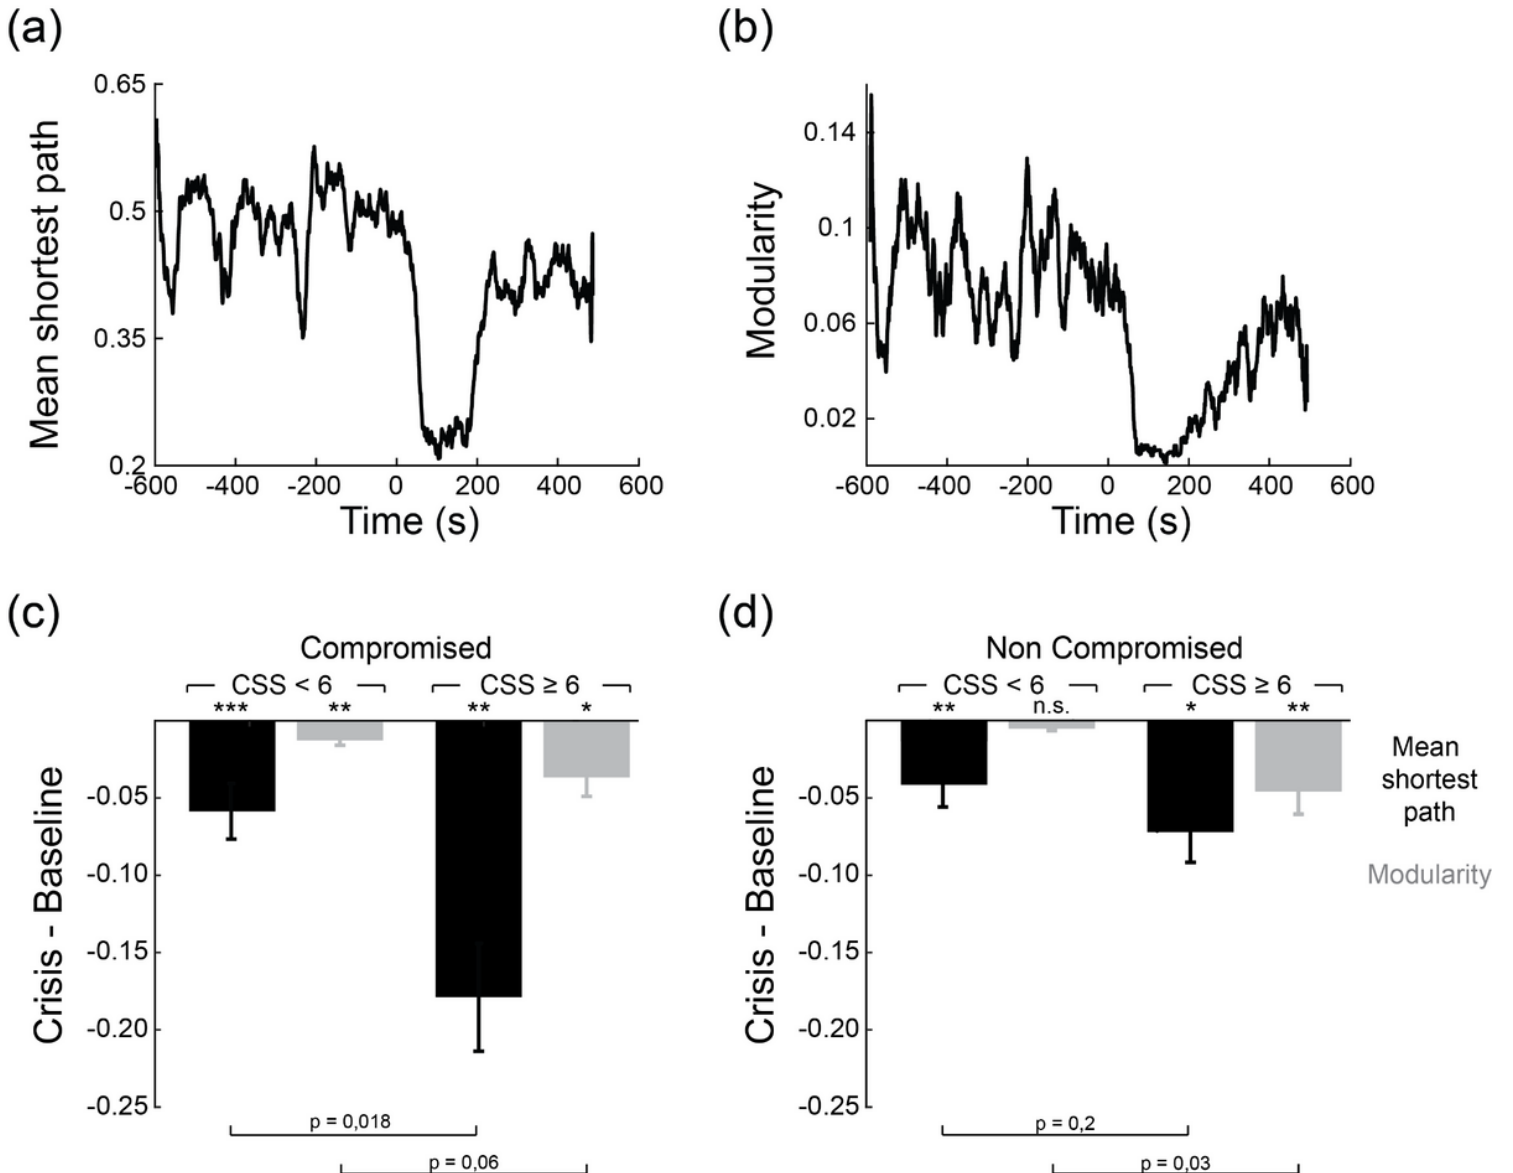 (a)
(b)
0.65
0.5
0.35
0.2
Mean shortest path
-600 -400 -200 0 200 400 600
Time (s)
0.14
0.1
0.06
0.02
Modularity
-600 -400 -200 0 200 400 600
Time (s)
(c)
Compromised
CSS < 6 CSS ≥ 6
*** ** ** *
-0.05
-0.10
-0.15
-0.20
-0.25
Crisis - Baseline
p = 0,018
p = 0,06
(d)
Non Compromised
CSS < 6 CSS ≥ 6
** n.s. * **
-0.05
-0.10
-0.15
-0.20
-0.25
Crisis - Baseline
Mean
shortest
path
Modularity
p = 0,2
p = 0,03